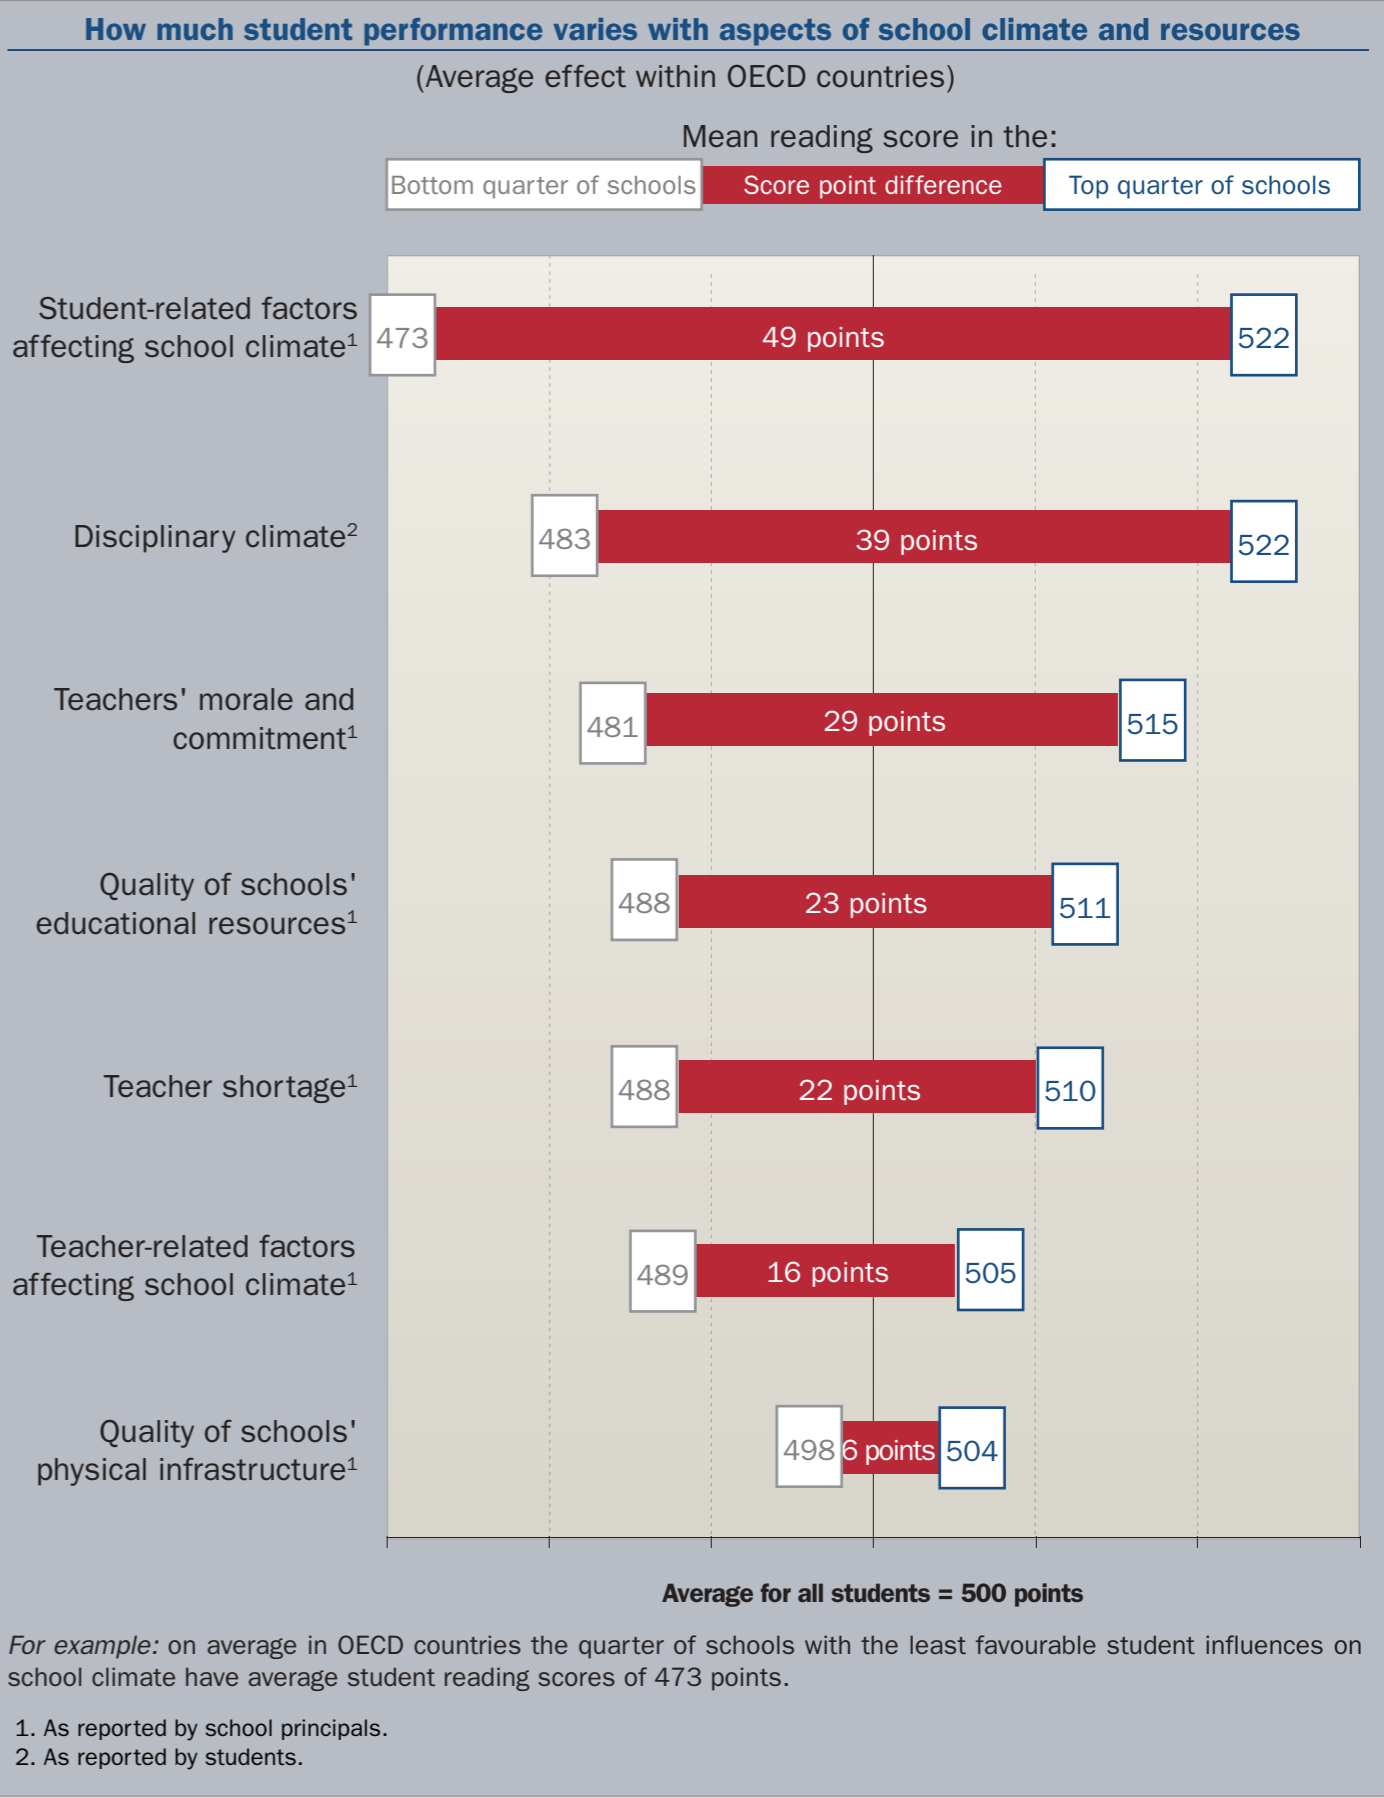 How much student performance varies with aspects of school climate and resources
(Average effect within OECD countries)
Mean reading score in the:
Bottom quarter of schools Score point difference Top quarter of schools
Student-related factors
affecting school climate¹
473 49 points 522
Disciplinary climate²
483 39 points 522
Teachers' morale and
commitment¹
481 29 points 515
Quality of schools'
educational resources¹
488 23 points 511
Teacher shortage¹
488 22 points 510
Teacher-related factors
affecting school climate¹
489 16 points 505
Quality of schools'
physical infrastructure¹
498 6 points 504
Average for all students = 500 points
For example: on average in OECD countries the quarter of schools with the least favourable student influences on
school climate have average student reading scores of 473 points.
1. As reported by school principals.
2. As reported by students.